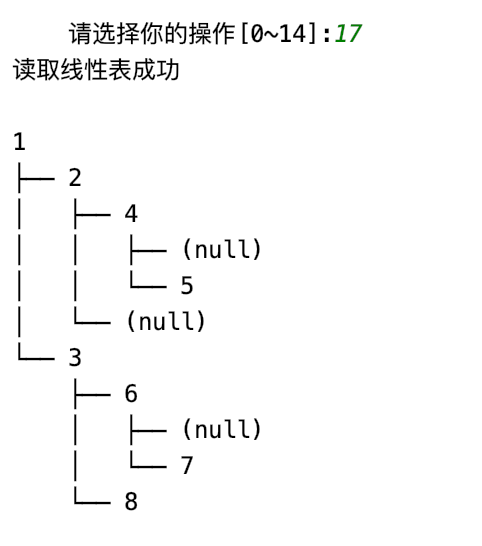 请选择你的操作[0~14]:17
读取线性表成功
1
├── 2
│   ├── 4
│   │   ├── (null)
│   │   └── 5
│   └── (null)
└── 3
    ├── 6
    │   ├── (null)
    │   └── 7
    └── 8